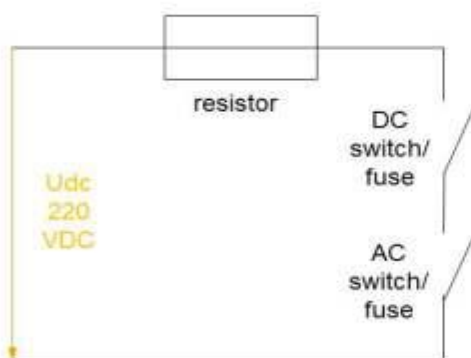 resistor
DC
switch/
fuse
Udc
220
VDC
AC
switch/
fuse